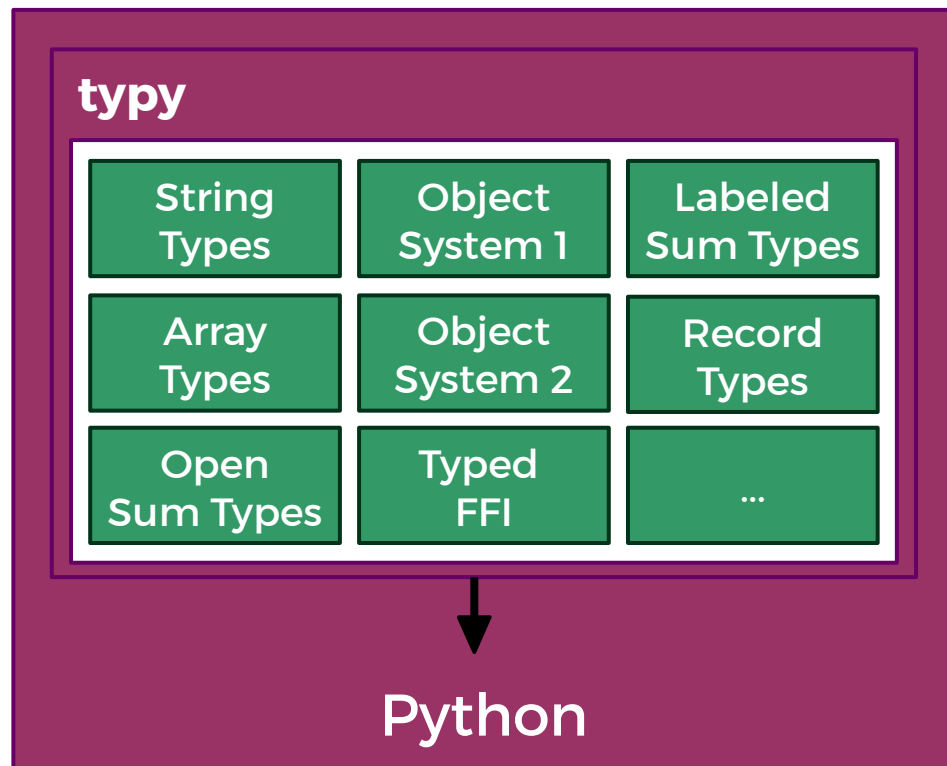 typy
String
Types
Object
System 1
Labeled
Sum Types
Array
Types
Object
System 2
Record
Types
Open
Sum Types
Typed
FFI
...
Python